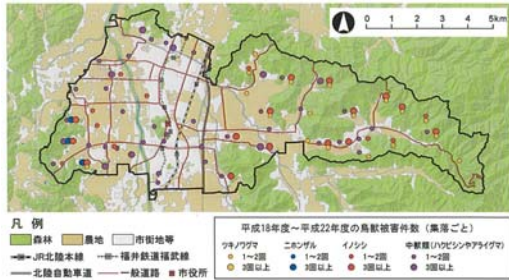 0 1 2 3 4 5km
凡例
森林 農地 市街地等
JR北陸本線 福井鉄道福武線
北陸自動車道 一般道路 市役所
平成18年度~平成22年度の鳥獣被害件数(集落ごと)
ツキノワグマ ニホンザル イノシシ 中獣類(ハクビシンやアライグマ)
1~2回 1~2回 1~2回 1~2回
3回以上 3回以上 3回以上 3回以上